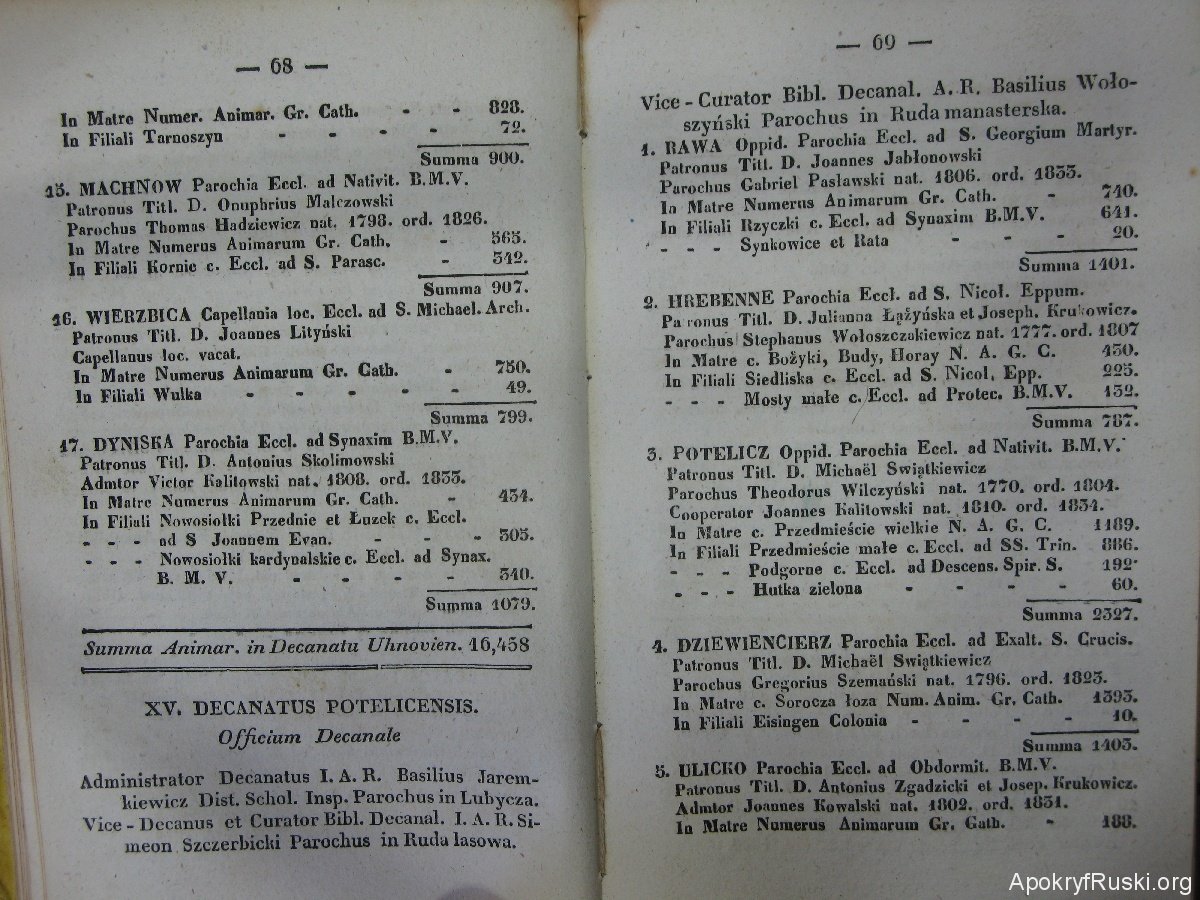 — 68 —
In Matre Numer. Animar. Gr. Cath. - - 828.
In Filiali Tarnoszyn - - - - 72.
Summa 900.
15. MACHNOW Parochia Eccl. ad Nativit. B.M.V.
Patronus Titl. D. Onuphrius Malczowski
Parochus Thomas Hadziewicz nat. 1798. ord. 1826.
In Matre Numerus Animarum Gr. Cath. - 565.
In Filiali Kornie c. Eccl. ad S. Parasc. - 342.
Summa 907.
16. WIERZBICA Capellania loc. Eccl. ad S. Michael. Arch.
Patronus Titl. D. Joannes Lityński
Capellanus loc. vacat.
In Matre Numerus Animarum Gr. Cath. - 750.
In Filiali Wulka - - - - - 49.
Summa 799.
17. DYNISKA Parochia Eccl. ad Synaxim B.M.V.
Patronus Titl. D. Antonius Skolimowski
Admtor Victor Kalitowski nat. 1808. ord. 1833.
In Matre Numerus Animarum Gr. Cath. - 434.
In Filiali Nowosiołki Przednie et Łuzek c. Eccl.
- - - ad S Joannem Evan. - - - 305.
- - - Nowosiołki kardynalskie c. Eccl. ad Synax.
B. M. V. - - - - 340.
Summa 1079.
Summa Animar. in Decanatu Uhnovien. 16,458
XV. DECANATUS POTELICENSIS.
Officium Decanale
Administrator Decanatus I. A. R. Basilius Jarem-
kiewicz Dist. Schol. Insp. Parochus in Lubycza.
Vice - Decanus et Curator Bibl. Decanal. I. A. R. Si-
meon Szczerbicki Parochus in Ruda lasowa.
— 69 —
Vice - Curator Bibl. Decanal. A. R. Basilius Woło-
szyński Parochus in Ruda manasterska.
1. RAWA Oppid. Parochia Eccl. ad S. Georgium Martyr.
Patronus Titl. D. Joannes Jabłonowski
Parochus Gabriel Pasławski nat. 1806. ord. 1833.
In Matre Numerus Animarum Gr. Cath. - 740.
In Filiali Rzyczki c. Eccl. ad Synaxim B.M.V. 641.
- - - Synkowice et Rata - - - 20.
Summa 1401.
2. HREBENNE Parochia Eccl. ad S. Nicol. Eppum.
Patronus Titl. D. Julianna Łążyńska et Joseph. Krukowicz.
Parochus Stephanus Wołoszczakiewicz nat. 1777. ord. 1807
In Matre c. Bożyki, Budy, Horay N. A. G. C. 430.
In Filiali Siedliska c. Eccl. ad S. Nicol. Epp. 225.
- - - Mosty małe c. Eccl. ad Protec. B. M. V. 132.
Summa 787.
3. POTELICZ Oppid. Parochia Eccl. ad Nativit. B.M.V.
Patronus Titl. D. Michaël Swiątkiewicz
Parochus Theodorus Wilczyński nat. 1770. ord. 1804.
Cooperator Joannes Kalitowski nat. 1810. ord. 1834.
In Matre c. Przedmieście wielkie N. A. G. C. 1189.
In Filiali Przedmieście małe c. Eccl. ad SS. Trin. 886.
- - - Podgorne c. Eccl. ad Descens. Spir. S. 192.
- - - Hutka zielona - - - - 60.
Summa 2327.
4. DZIEWIENCIERZ Parochia Eccl. ad Exalt. S. Crucis.
Patronus Titl. D. Michaël Swiątkiewicz
Parochus Gregorius Szemański nat. 1796. ord. 1823.
In Matre c. Sorocza łoza Num. Anim. Gr. Cath. 1393.
In Filiali Eisingen Colonia - - - - 10.
Summa 1403.
5. ULICKO Parochia Eccl. ad Obdormit. B.M.V.
Patronus Titl. D. Antonius Zgadzicki et Josep. Krukowicz.
Admtor Joannes Kowalski nat. 1802. ord. 1831.
In Matre Numerus Animarum Gr. Gath. - 188.
ApokryfRuski.org